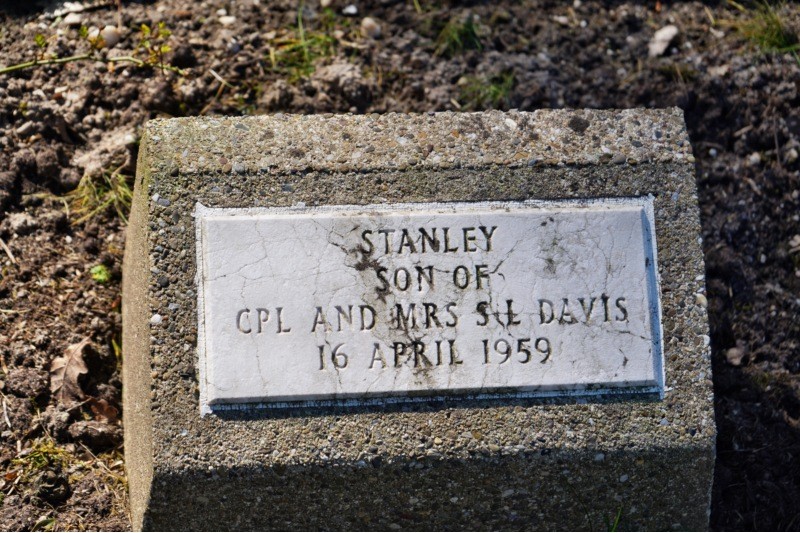 STANLEY
SON OF
CPL AND MRS S L DAVIS
16 APRIL 1959